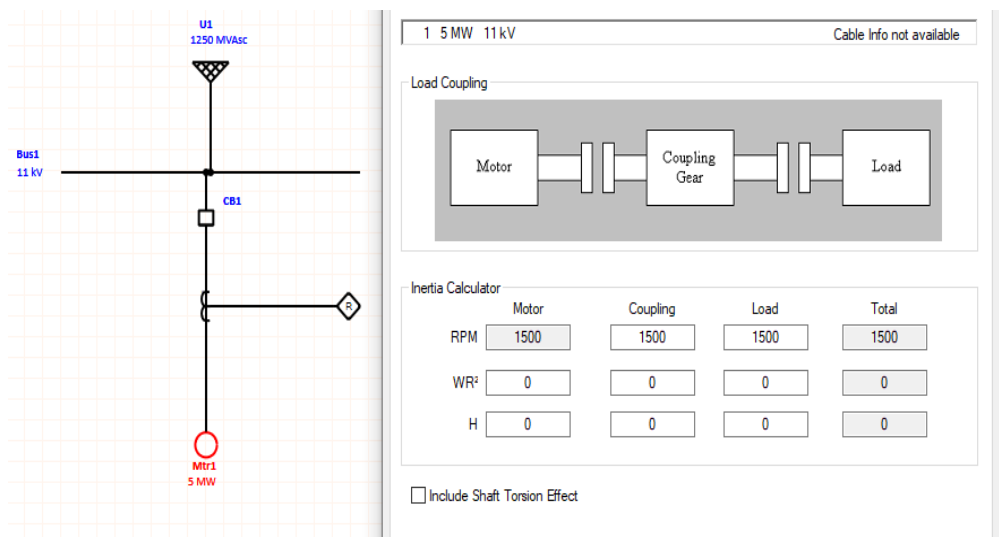 U1
1250 MVAsc
Bus1
11 kV
CB1
R
Mtr1
5 MW
1 5 MW 11 kV Cable Info not available
Load Coupling
Motor
Coupling
Gear
Load
Inertia Calculator
Motor Coupling Load Total
RPM 1500 1500 1500 1500
WR² 0 0 0 0
H 0 0 0 0
Include Shaft Torsion Effect